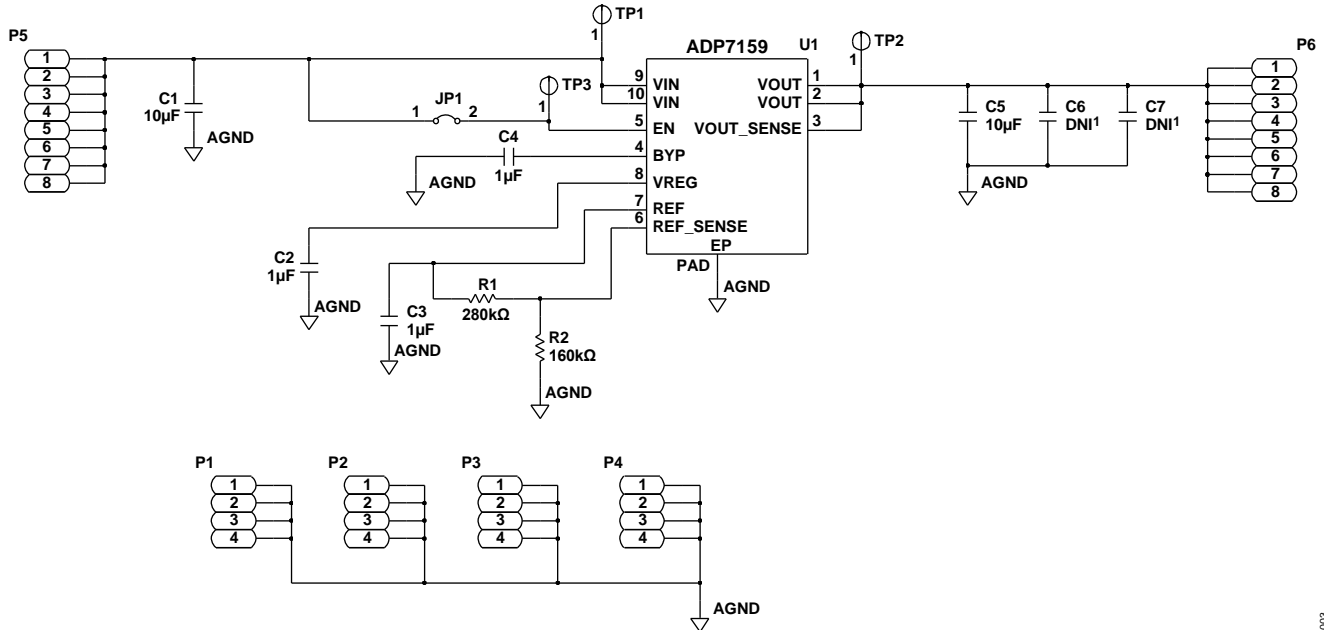 TP1
1
P5
1
2
3
4
5
6
7
8
C1
10µF
AGND
JP1
1 2
TP3
1
C4
1µF
AGND
ADP7159 U1
9 VIN
10 VIN
5 EN
4 BYP
8 VREG
7 REF
6 REF_SENSE
VOUT 1
VOUT 2
VOUT_SENSE 3
EP
PAD
AGND
TP2
1
C5
10µF
C6
DNI¹
C7
DNI¹
AGND
P6
1
2
3
4
5
6
7
8
C2
1µF
AGND
C3
1µF
AGND
R1
280kΩ
R2
160kΩ
AGND
P1
1
2
3
4
P2
1
2
3
4
P3
1
2
3
4
P4
1
2
3
4
AGND
003